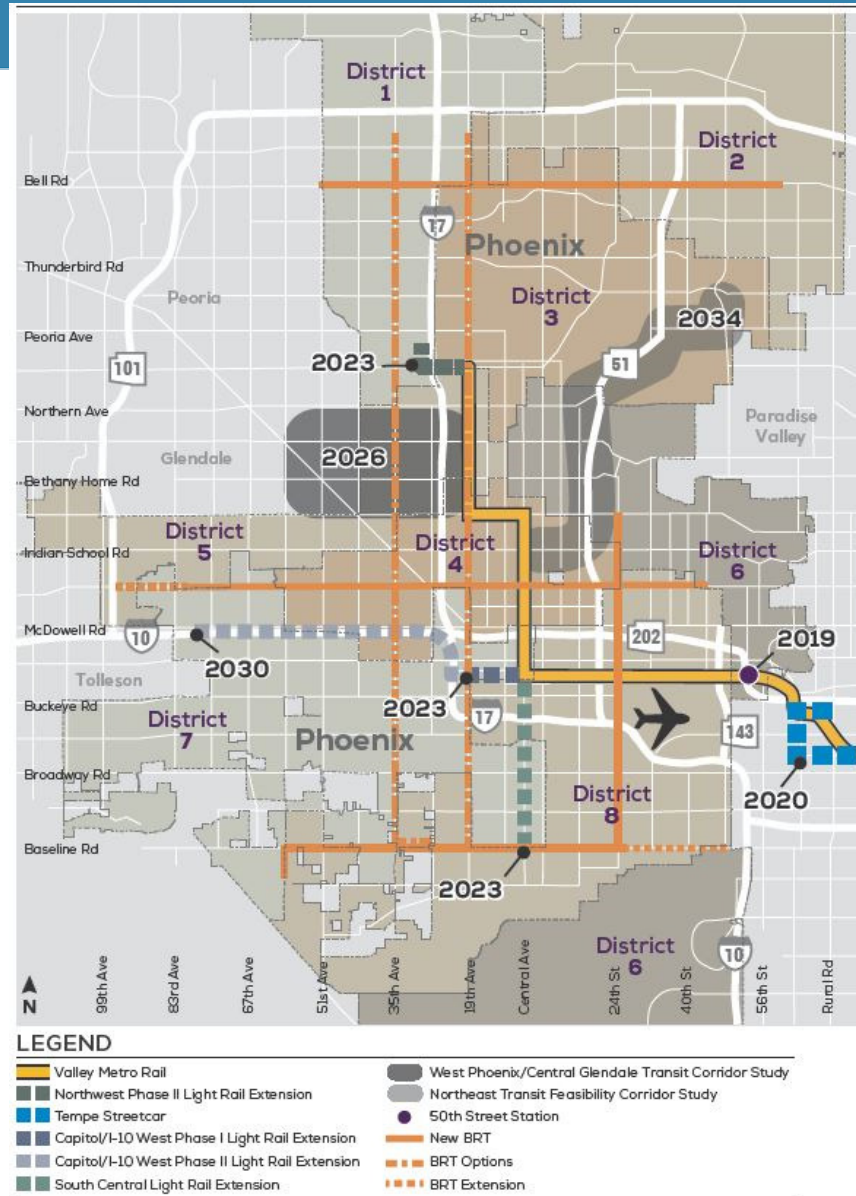 District
1
District
2
Bell Rd
17
Phoenix
Thunderbird Rd
Peoria
District
3
2034
Peoria Ave
2023
101
51
Northern Ave
Paradise
Valley
Glendale
2026
Bethany Home Rd
District
5
District
4
Indian School Rd
District
6
McDowell Rd
10
202
2019
2030
Tolleson
Buckeye Rd
2023
17
District
7
Phoenix
143
Broadway Rd
District
8
2020
Baseline Rd
2023
District
6
10
N
99th Ave
83rd Ave
67th Ave
51st Ave
35th Ave
19th Ave
Central Ave
24th St
40th St
56th St
Rural Rd
LEGEND
Valley Metro Rail
Northwest Phase II Light Rail Extension
Tempe Streetcar
Capitol/I-10 West Phase I Light Rail Extension
Capitol/I-10 West Phase II Light Rail Extension
South Central Light Rail Extension
West Phoenix/Central Glendale Transit Corridor Study
Northeast Transit Feasibility Corridor Study
50th Street Station
New BRT
BRT Options
BRT Extension